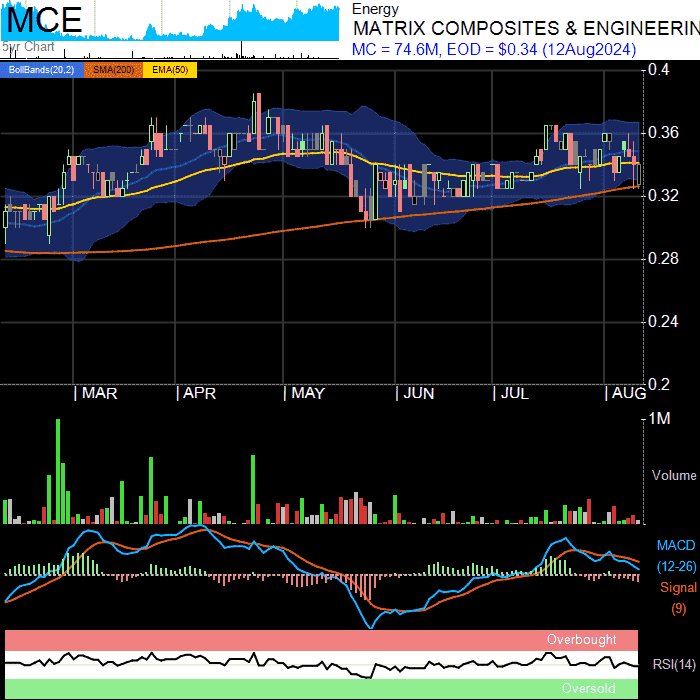 MCE
5yr Chart
Energy
MATRIX COMPOSITES & ENGINEERIN
MC = 74.6M, EOD = $0.34 (12Aug2024)
BollBands(20,2) SMA(200) EMA(50)
0.4
0.36
0.32
0.28
0.24
0.2
MAR APR MAY JUN JUL AUG
1M
Volume
MACD
(12-26)
Signal
(9)
Overbought
RSI(14)
Oversold